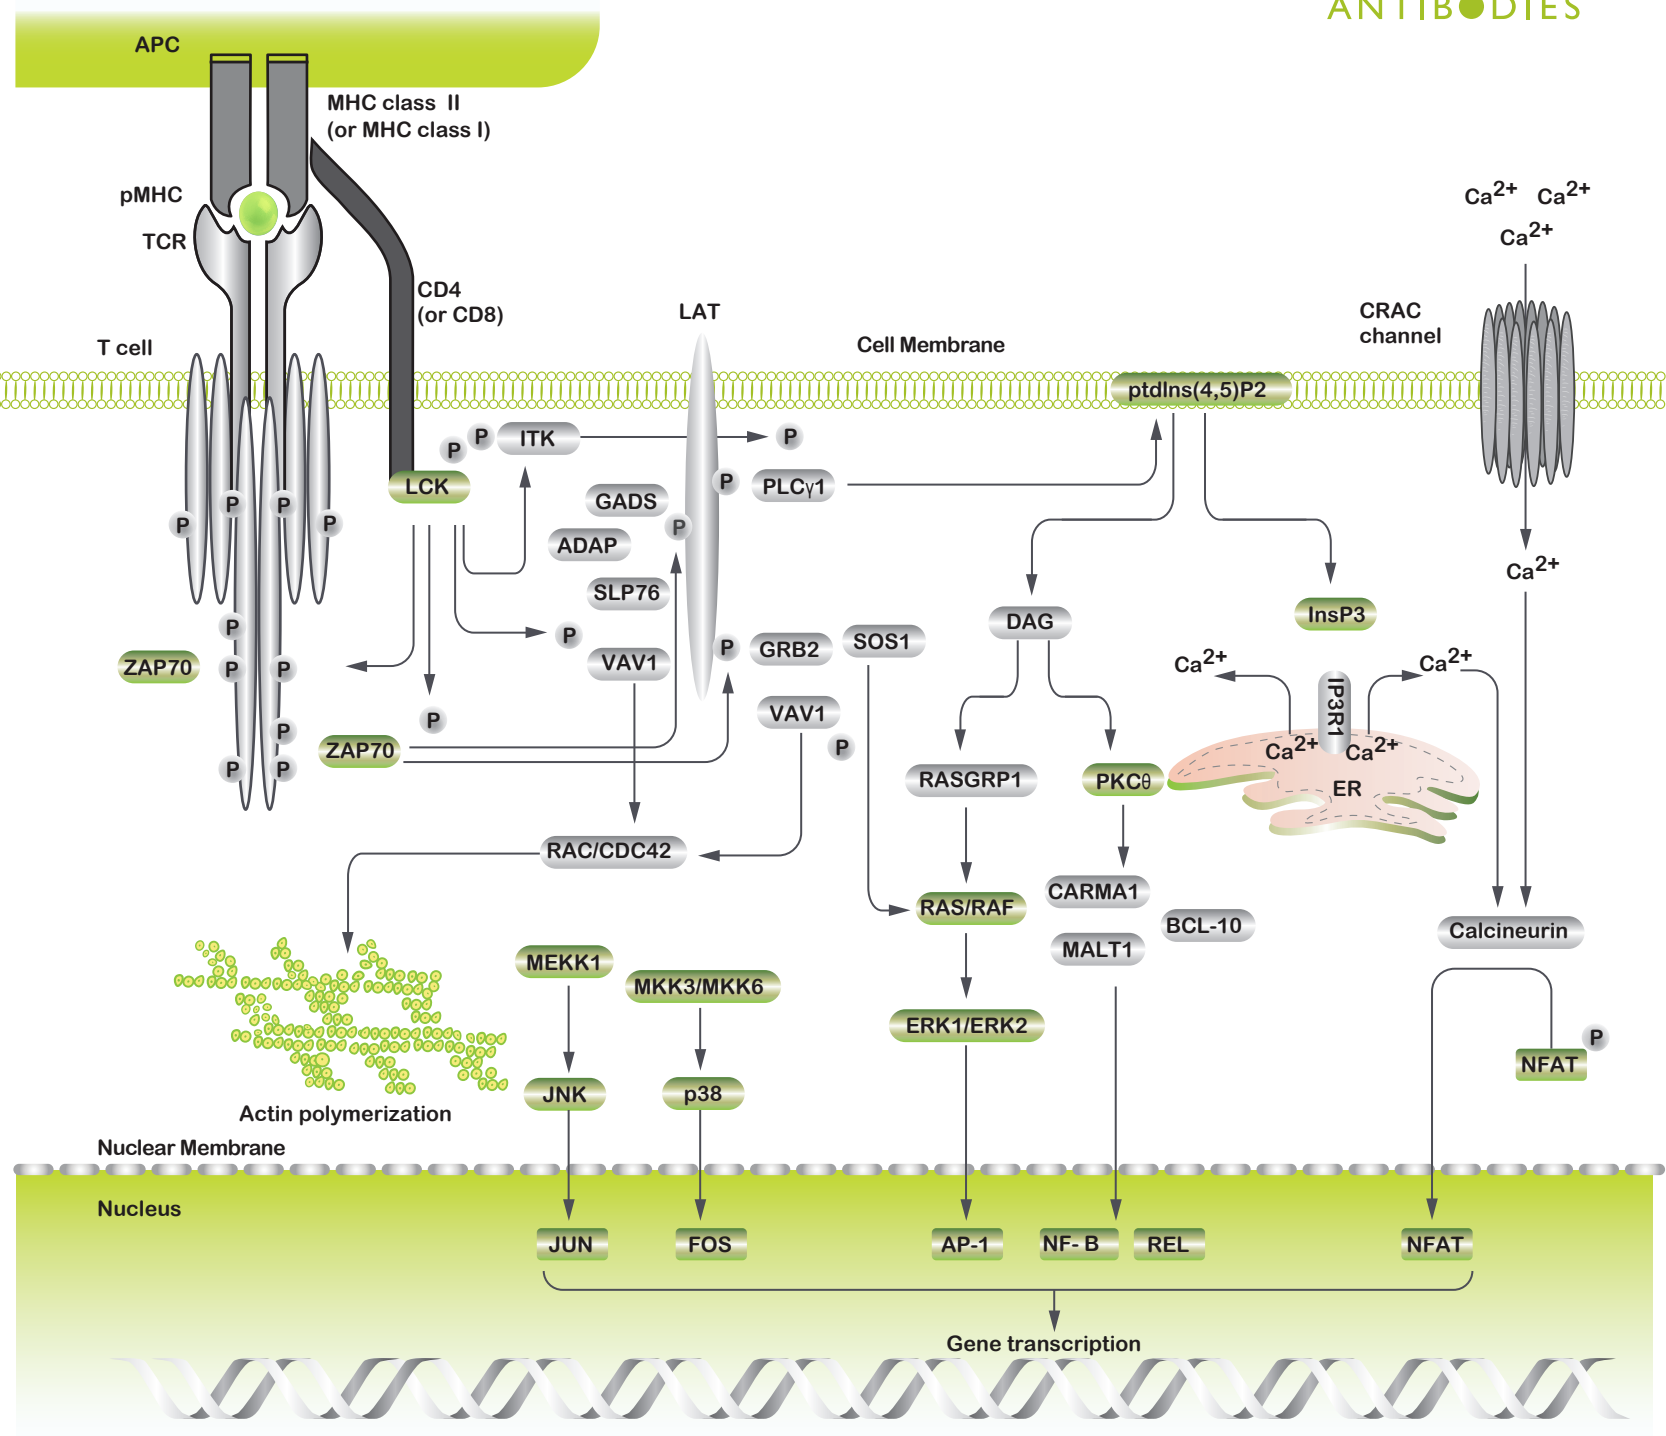 ANTIBODIES
APC
MHC class II
(or MHC class I)
pMHC
TCR
CD4
(or CD8)
LAT
T cell
Cell Membrane
CRAC
channel
Ca2+ Ca2+
Ca2+
ptdIns(4,5)P2
P
P
ITK
P
LCK
P
PLCγ1
GADS
P
ADAP
SLP76
P
P
P
P
Ca2+
DAG
InsP3
P
P
VAV1
P
GRB2
SOS1
ZAP70
P
P
Ca2+
Ca2+
IP3R1
P
VAV1
P
P
ZAP70
P
P
P
Ca2+
Ca2+
ER
RASGRP1
PKCθ
RAC/CDC42
CARMA1
RAS/RAF
BCL-10
MALT1
Calcineurin
MEKK1
MKK3/MKK6
ERK1/ERK2
P
NFAT
JNK
p38
Actin polymerization
Nuclear Membrane
Nucleus
JUN
FOS
AP-1
NF- B
REL
NFAT
Gene transcription